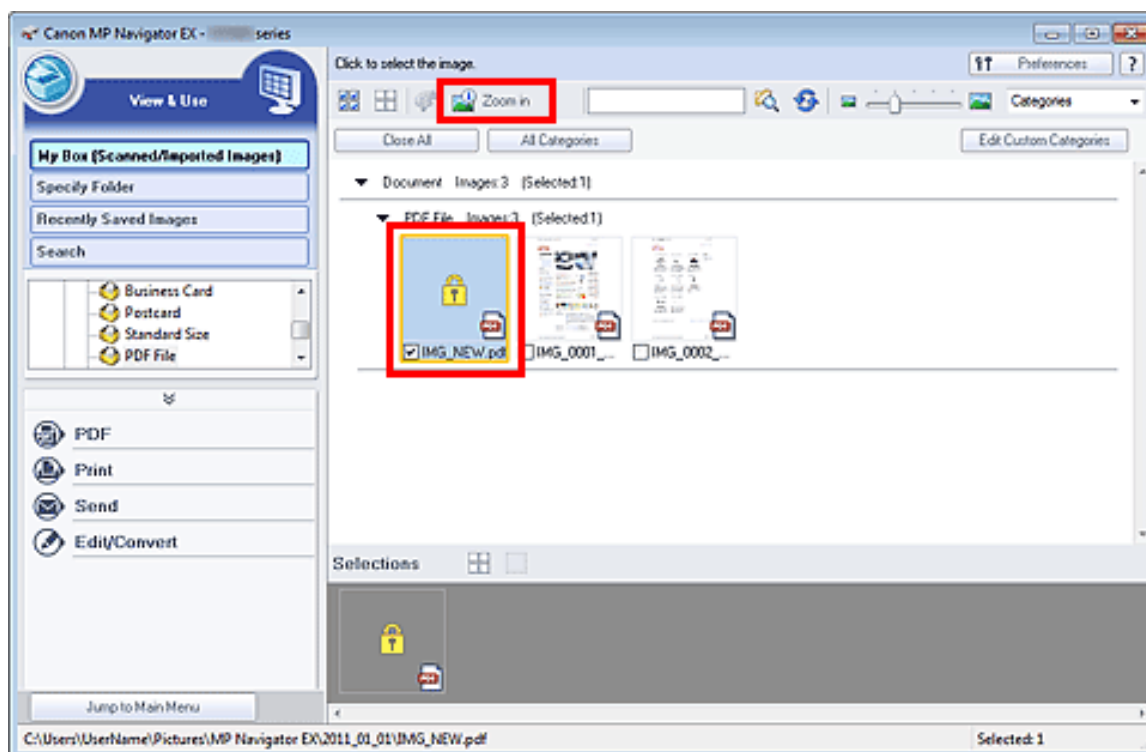 Canon MP Navigator EX - series
View & Use
My Box (Scanned/Imported Images)
Specify Folder
Recently Saved Images
Search
Business Card
Postcard
Standard Size
PDF File
PDF
Print
Send
Edit/Convert
Jump to Main Menu
Click to select the image.
Preferences ?
Zoom in
Categories
Close All All Categories Edit Custom Categories
Document Images:3 (Selected:1)
PDF File Images:3 (Selected:1)
IMG_NEW.pdf IMG_0001_... IMG_0002_...
Selections
C:\Users\UserName\Pictures\MP Navigator EX\2011_01_01\IMG_NEW.pdf Selected: 1